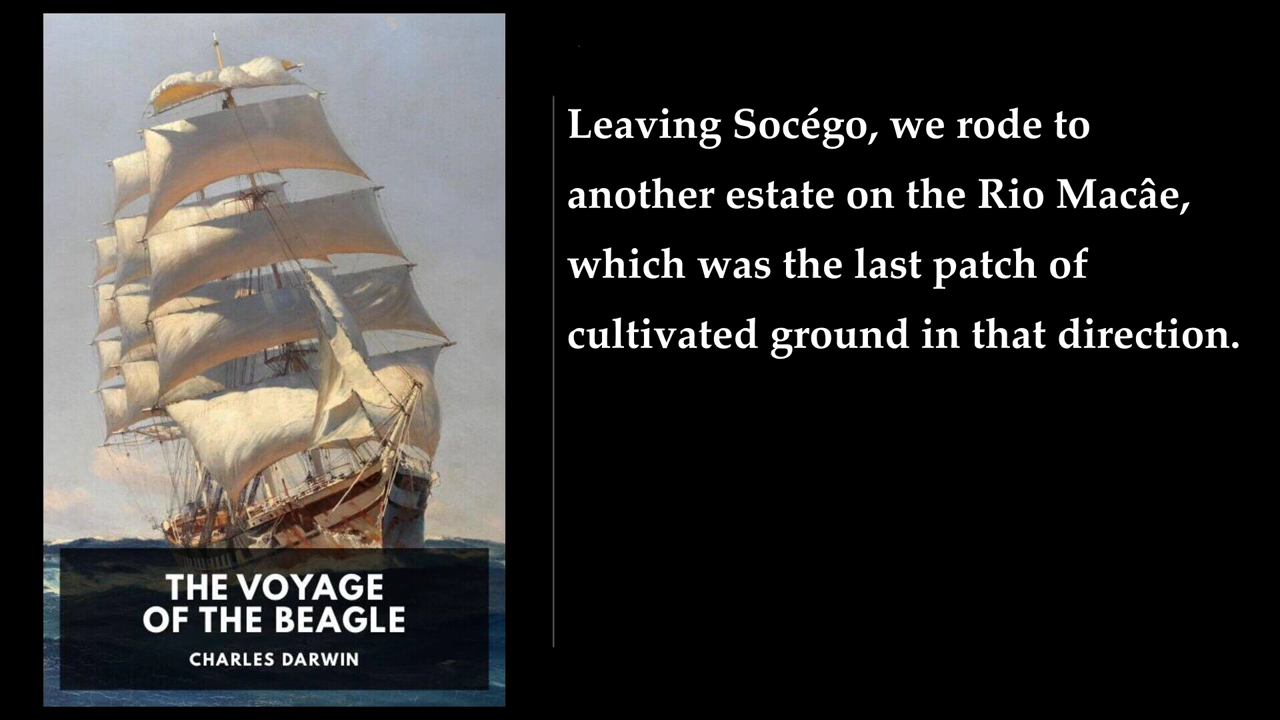 THE VOYAGE
OF THE BEAGLE
CHARLES DARWIN
Leaving Socégo, we rode to
another estate on the Rio Macâe,
which was the last patch of
cultivated ground in that direction.